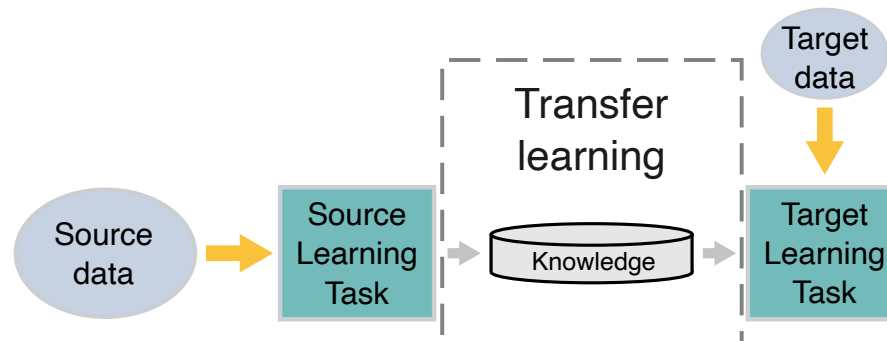 Source
data
Source
Learning
Task
Transfer
learning
Knowledge
Target
data
Target
Learning
Task